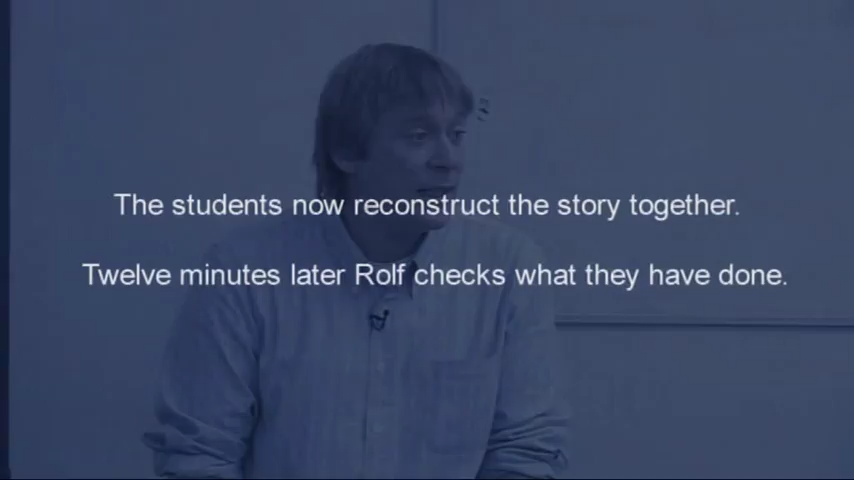 The students now reconstruct the story together.
Twelve minutes later Rolf checks what they have done.